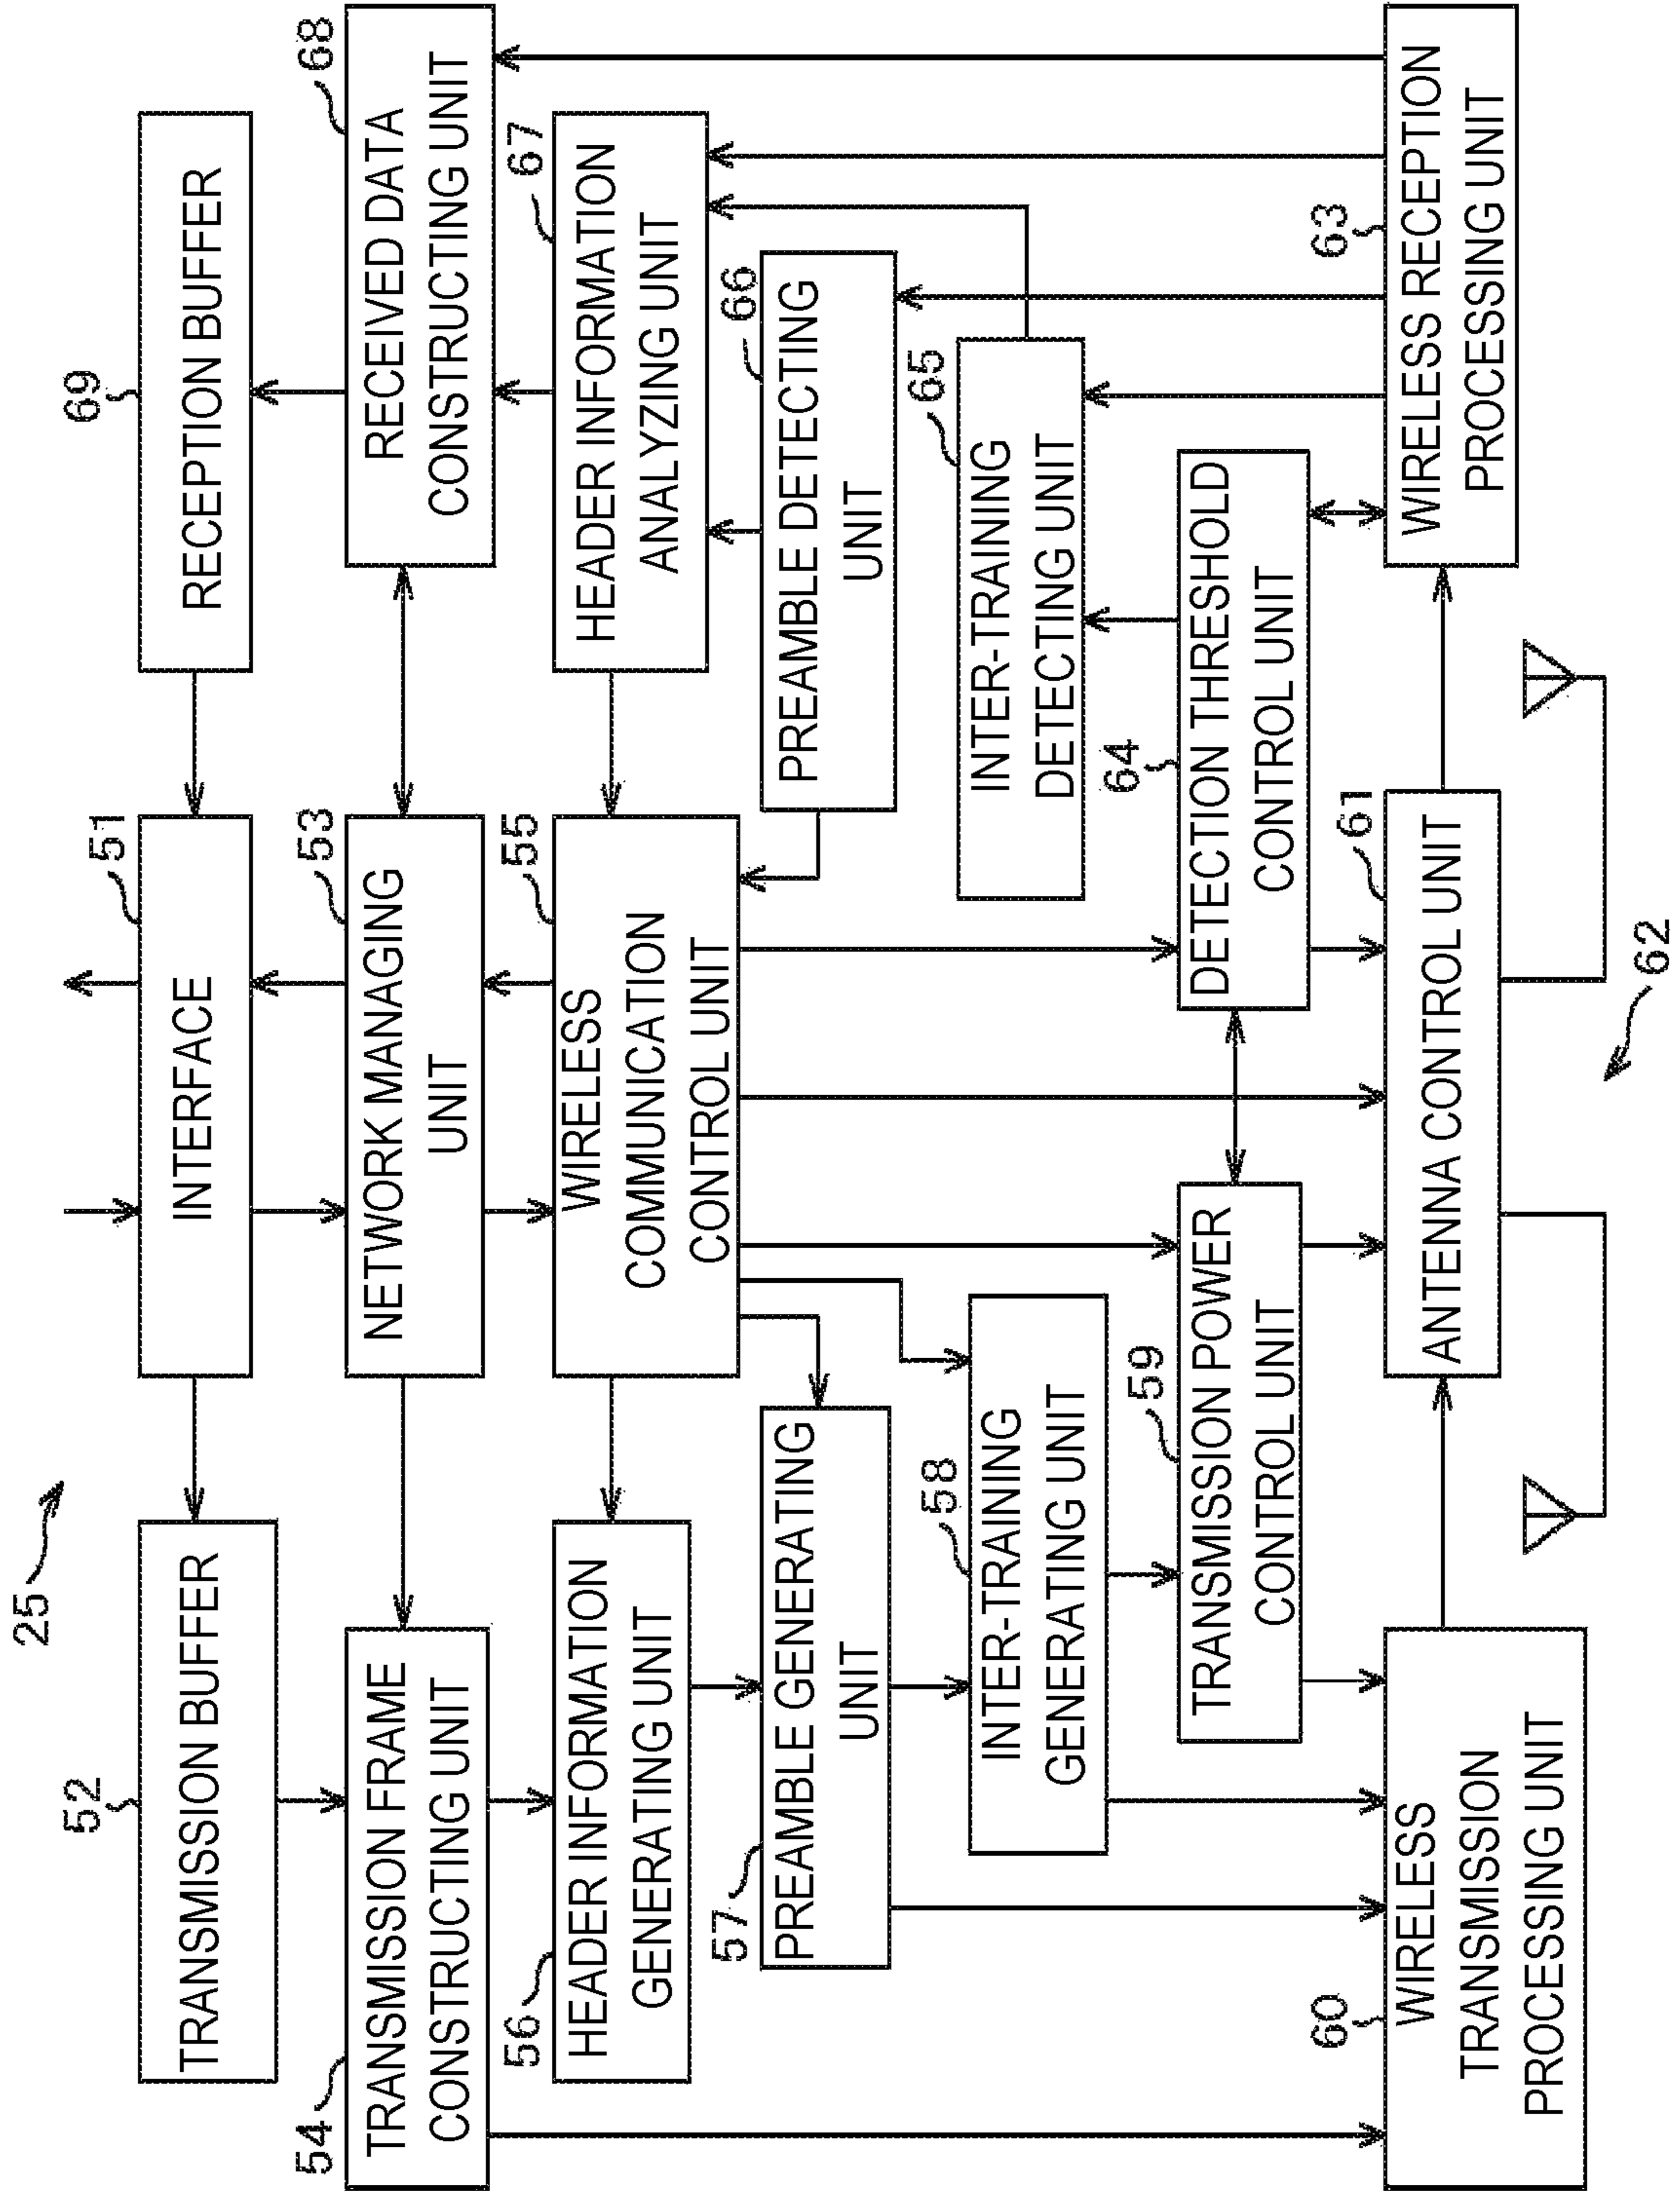 25
52
TRANSMISSION BUFFER
51
INTERFACE
69
RECEPTION BUFFER
54
TRANSMISSION FRAME
CONSTRUCTING UNIT
53
NETWORK MANAGING
UNIT
68
RECEIVED DATA
CONSTRUCTING UNIT
56
HEADER INFORMATION
GENERATING UNIT
55
WIRELESS
COMMUNICATION
CONTROL UNIT
67
HEADER INFORMATION
ANALYZING UNIT
57
PREAMBLE GENERATING
UNIT
66
PREAMBLE DETECTING
UNIT
58
INTER-TRAINING
GENERATING UNIT
65
INTER-TRAINING
DETECTING UNIT
59
TRANSMISSION POWER
CONTROL UNIT
64
DETECTION THRESHOLD
CONTROL UNIT
60
WIRELESS
TRANSMISSION
PROCESSING UNIT
61
ANTENNA CONTROL UNIT
63
WIRELESS RECEPTION
PROCESSING UNIT
62